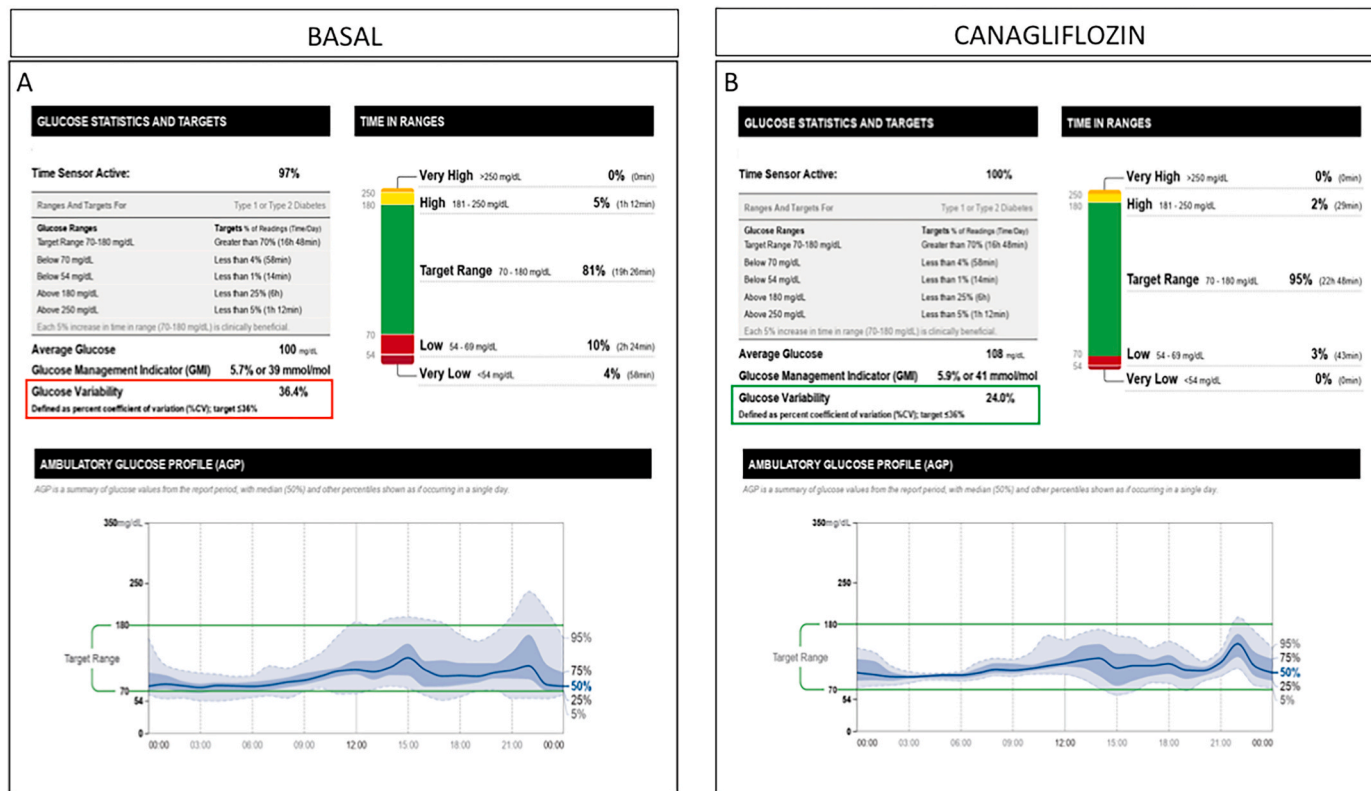 BASAL
A
GLUCOSE STATISTICS AND TARGETS
Time Sensor Active: 97%
Ranges And Targets For Type 1 or Type 2 Diabetes
Glucose Ranges Targets % of Readings (Time/Day)
Target Range 70-180 mg/dL Greater than 70% (16h 48min)
Below 70 mg/dL Less than 4% (58min)
Below 54 mg/dL Less than 1% (14min)
Above 180 mg/dL Less than 25% (6h)
Above 250 mg/dL Less than 5% (1h 12min)
Each 5% increase in time in range (70-180 mg/dL) is clinically beneficial.
Average Glucose 100 mg/dL
Glucose Management Indicator (GMI) 5.7% or 39 mmol/mol
Glucose Variability 36.4%
Defined as percent coefficient of variation (%CV); target ≤36%
TIME IN RANGES
250
180
70
54
Very High >250 mg/dL 0% (0min)
High 181 - 250 mg/dL 5% (1h 12min)
Target Range 70 - 180 mg/dL 81% (19h 26min)
Low 54 - 69 mg/dL 10% (2h 24min)
Very Low <54 mg/dL 4% (58min)
AMBULATORY GLUCOSE PROFILE (AGP)
AGP is a summary of glucose values from the report period, with median (50%) and other percentiles shown as if occurring in a single day.
350 mg/dL
250
180
Target Range
70
54
0
95%
75%
50%
25%
5%
00:00 03:00 06:00 09:00 12:00 15:00 18:00 21:00 00:00
CANAGLIFLOZIN
B
GLUCOSE STATISTICS AND TARGETS
Time Sensor Active: 100%
Ranges And Targets For Type 1 or Type 2 Diabetes
Glucose Ranges Targets % of Readings (Time/Day)
Target Range 70-180 mg/dL Greater than 70% (16h 48min)
Below 70 mg/dL Less than 4% (58min)
Below 54 mg/dL Less than 1% (14min)
Above 180 mg/dL Less than 25% (6h)
Above 250 mg/dL Less than 5% (1h 12min)
Each 5% increase in time in range (70-180 mg/dL) is clinically beneficial.
Average Glucose 108 mg/dL
Glucose Management Indicator (GMI) 5.9% or 41 mmol/mol
Glucose Variability 24.0%
Defined as percent coefficient of variation (%CV); target ≤36%
TIME IN RANGES
250
180
70
54
Very High >250 mg/dL 0% (0min)
High 181 - 250 mg/dL 2% (29min)
Target Range 70 - 180 mg/dL 95% (22h 48min)
Low 54 - 69 mg/dL 3% (43min)
Very Low <54 mg/dL 0% (0min)
AMBULATORY GLUCOSE PROFILE (AGP)
AGP is a summary of glucose values from the report period, with median (50%) and other percentiles shown as if occurring in a single day.
350 mg/dL
250
180
Target Range
70
54
0
95%
75%
50%
25%
5%
00:00 03:00 06:00 09:00 12:00 15:00 18:00 21:00 00:00